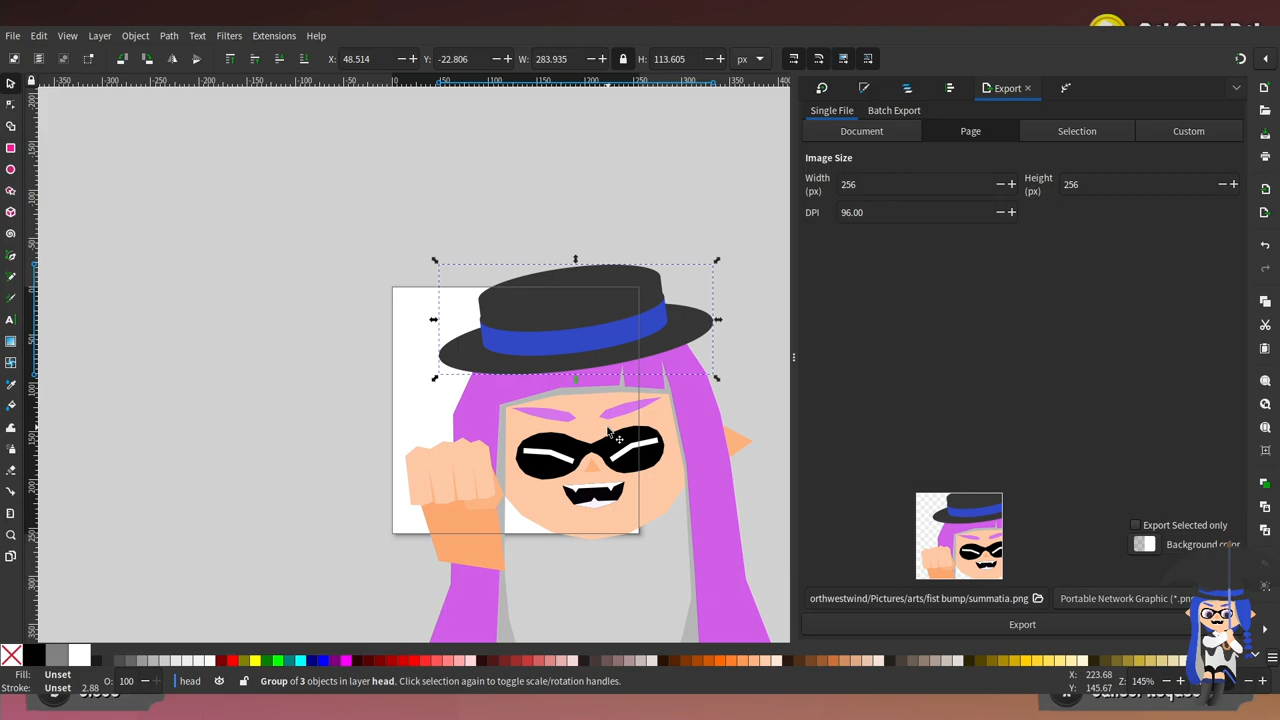 File Edit View Layer Object Path Text Filters Extensions Help
X: 48.514 Y: -22.806 W: 283.935 H: 113.605 px
Export
Single File Batch Export
Document Page Selection Custom
Image Size
Width (px) 256 Height (px) 256
DPI 96.00
Export Selected only
Background color
orthwestwind/Pictures/arts/fist bump/summatia.png Portable Network Graphic (*.png
Export
Fill: Unset
Stroke: Unset 2.88 O: 100 head Group of 3 objects in layer head. Click selection again to toggle scale/rotation handles. X: 223.68 Y: 145.67 Z: 145%